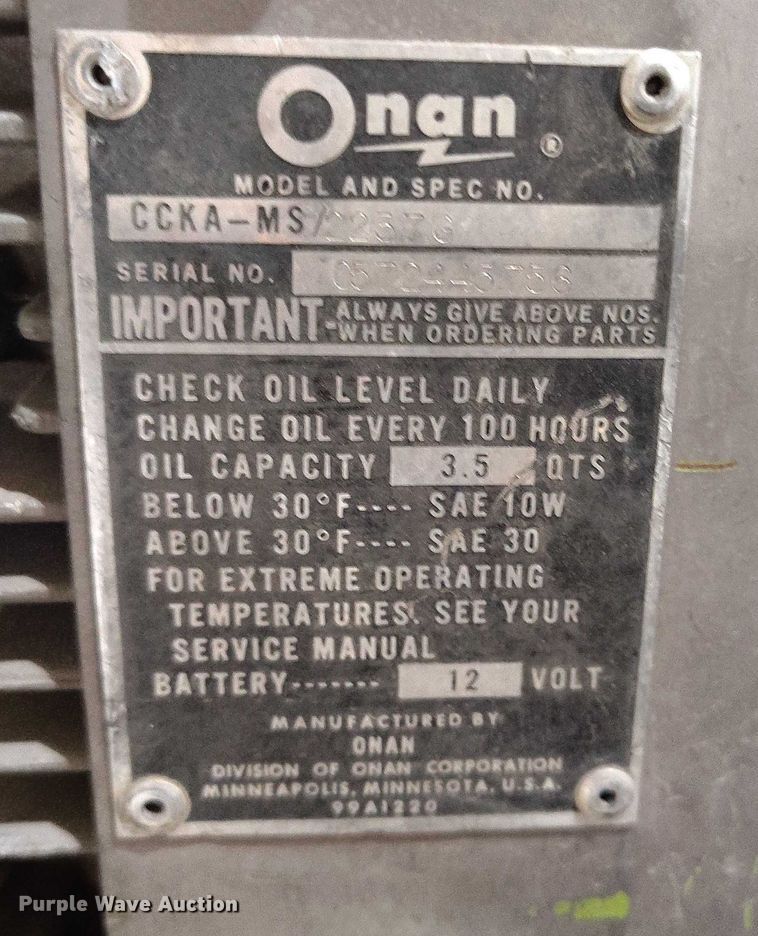 Onan ®
MODEL AND SPEC NO.
CCKA-MS/2237G
SERIAL NO.
IMPORTANT-ALWAYS GIVE ABOVE NOS.
WHEN ORDERING PARTS
CHECK OIL LEVEL DAILY
CHANGE OIL EVERY 100 HOURS
OIL CAPACITY 3.5 QTS
BELOW 30°F---- SAE 10W
ABOVE 30°F---- SAE 30
FOR EXTREME OPERATING
TEMPERATURES. SEE YOUR
SERVICE MANUAL
BATTERY------- 12 VOLT
MANUFACTURED BY
ONAN
DIVISION OF ONAN CORPORATION
MINNEAPOLIS, MINNESOTA, U.S.A.
99A1220
Purple Wave Auction